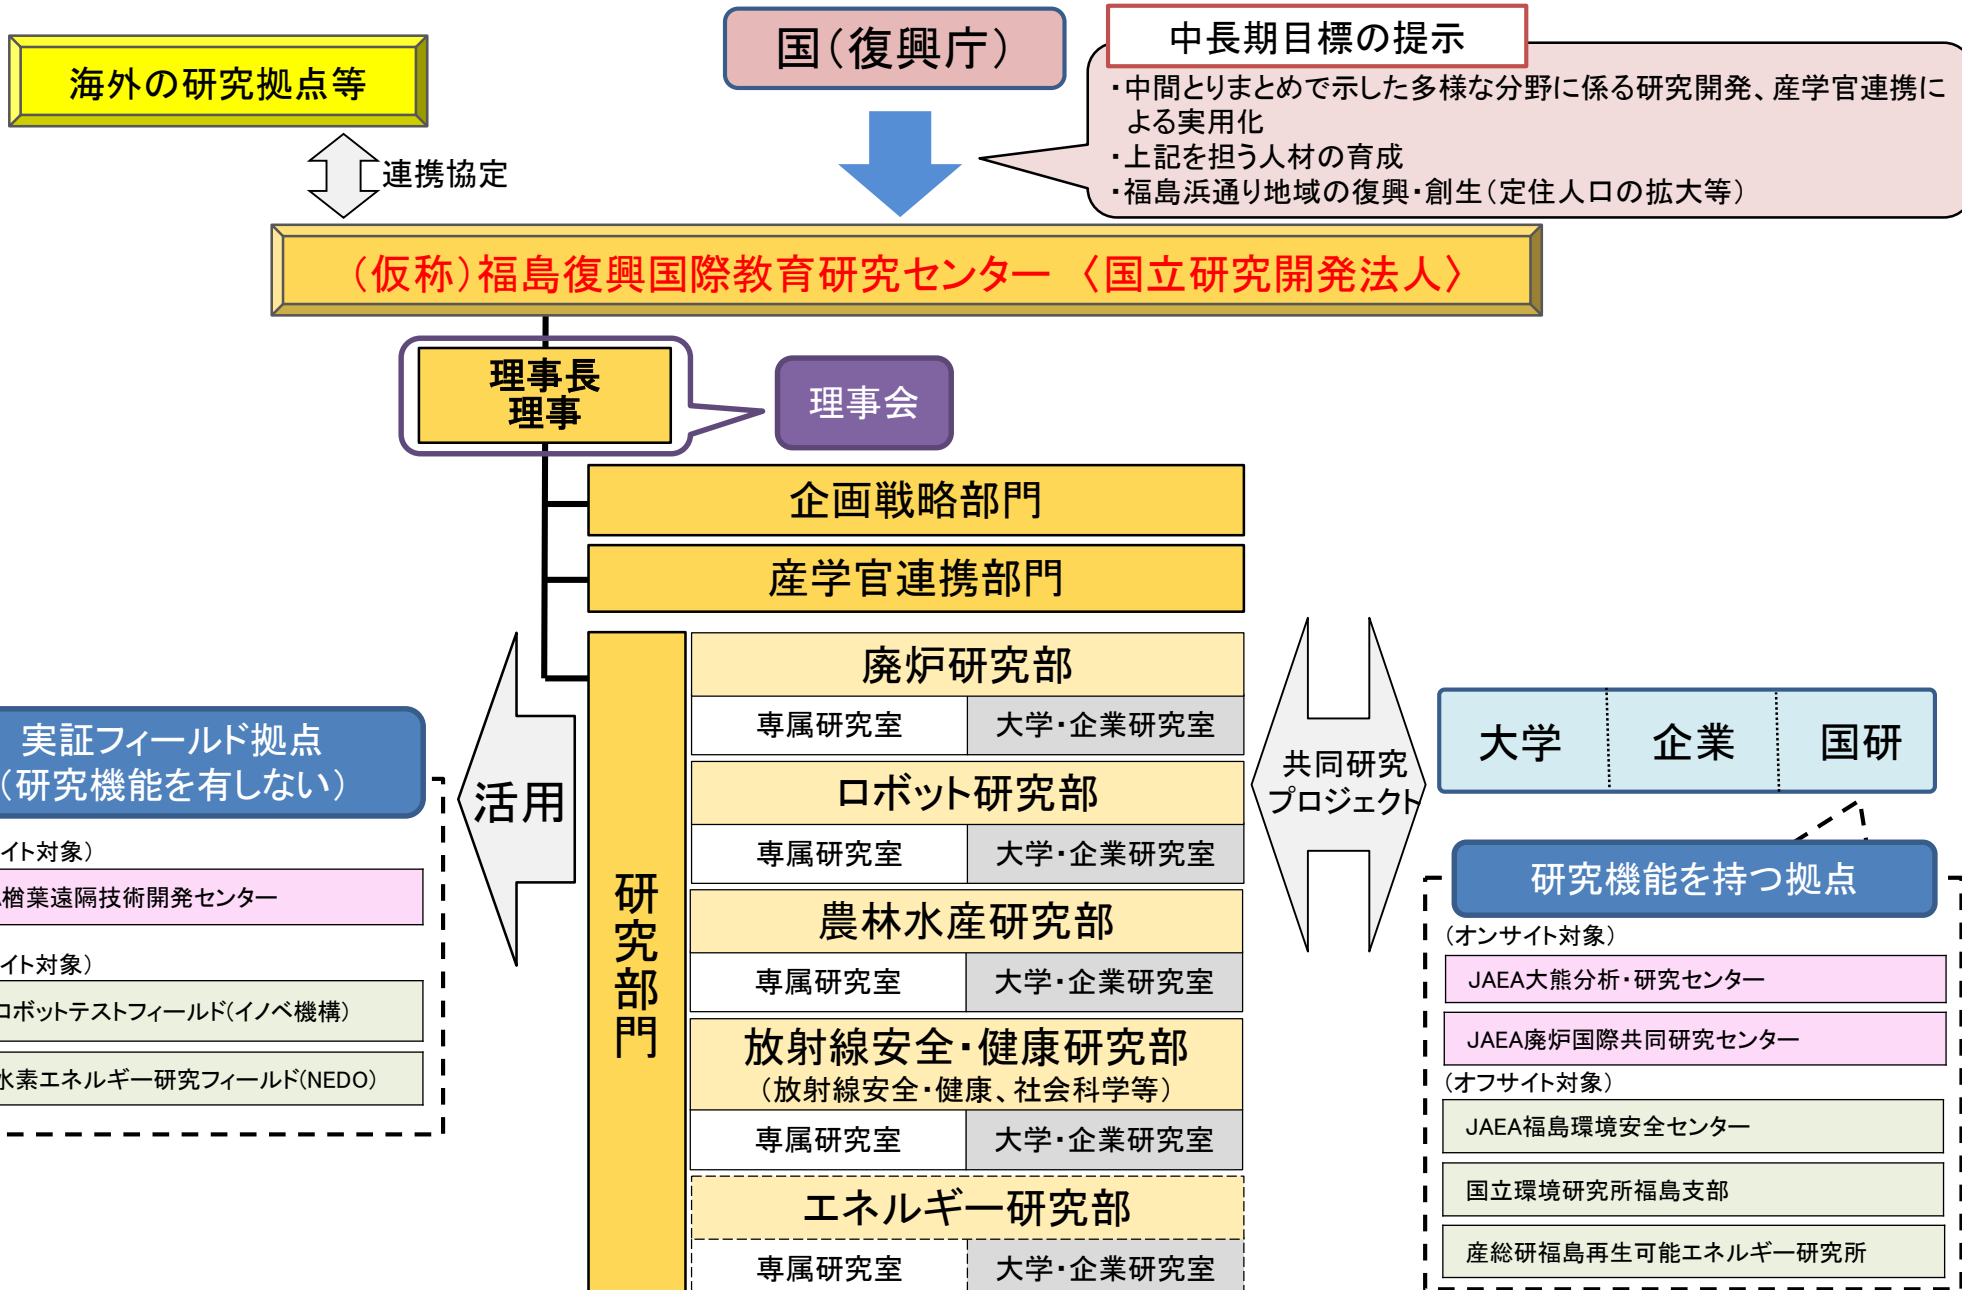 海外の研究拠点等
国(復興庁)
中長期目標の提示
・中間とりまとめで示した多様な分野に係る研究開発、産学官連携に
よる実用化
・上記を担う人材の育成
・福島浜通り地域の復興・創生(定住人口の拡大等)
連携協定
(仮称)福島復興国際教育研究センター 〈国立研究開発法人〉
理事長
理事
理事会
企画戦略部門
産学官連携部門
研究部門
廃炉研究部
専属研究室 大学・企業研究室
ロボット研究部
専属研究室 大学・企業研究室
農林水産研究部
専属研究室 大学・企業研究室
放射線安全・健康研究部
(放射線安全・健康、社会科学等)
専属研究室 大学・企業研究室
エネルギー研究部
専属研究室 大学・企業研究室
活用
実証フィールド拠点
(研究機能を有しない)
イト対象)
楢葉遠隔技術開発センター
イト対象)
ロボットテストフィールド(イノベ機構)
水素エネルギー研究フィールド(NEDO)
共同研究
プロジェクト
大学 企業 国研
研究機能を持つ拠点
(オンサイト対象)
JAEA大熊分析・研究センター
JAEA廃炉国際共同研究センター
(オフサイト対象)
JAEA福島環境安全センター
国立環境研究所福島支部
産総研福島再生可能エネルギー研究所